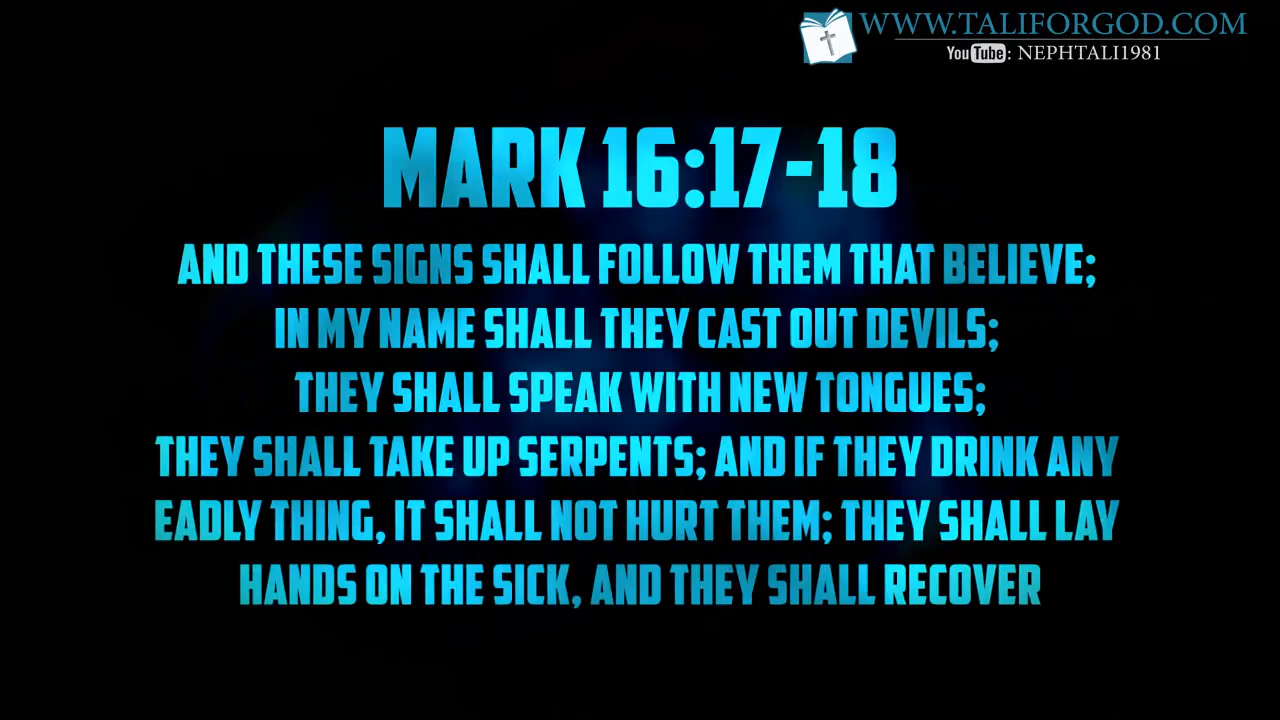 WWW.TALIFORGOD.COM
YouTube: NEPHTALI1981
MARK 16:17-18
AND THESE SIGNS SHALL FOLLOW THEM THAT BELIEVE;
IN MY NAME SHALL THEY CAST OUT DEVILS;
THEY SHALL SPEAK WITH NEW TONGUES;
THEY SHALL TAKE UP SERPENTS; AND IF THEY DRINK ANY
EADLY THING, IT SHALL NOT HURT THEM; THEY SHALL LAY
HANDS ON THE SICK, AND THEY SHALL RECOVER